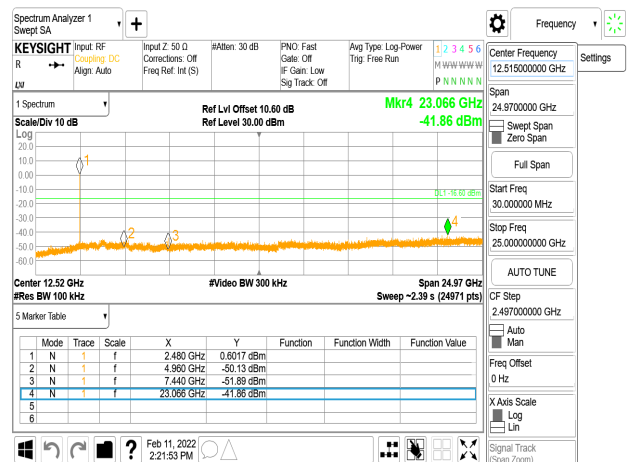 Spectrum Analyzer 1
Swept SA
Frequency
KEYSIGHT
R
LXI
Input: RF
Coupling: DC
Align: Auto
Input Z: 50 Ω
Corrections: Off
Freq Ref: Int (S)
#Atten: 30 dB
PNO: Fast
Gate: Off
IF Gain: Low
Sig Track: Off
Avg Type: Log-Power
Trig: Free Run
1 2 3 4 5 6
M W W W W W
P N N N N N
1 Spectrum
Scale/Div 10 dB
Ref Lvl Offset 10.60 dB
Ref Level 30.00 dBm
Mkr4 23.066 GHz
-41.86 dBm
Log
20.0
10.0
0.00
-10.0
-20.0
-30.0
-40.0
-50.0
-60.0
1
2
3
4
DL1 -16.60 dBm
Center 12.52 GHz
#Res BW 100 kHz
#Video BW 300 kHz
Span 24.97 GHz
Sweep ~2.39 s (24971 pts)
5 Marker Table
Mode Trace Scale X Y Function Function Width Function Value
1 N 1 f 2.480 GHz 0.6017 dBm
2 N 1 f 4.960 GHz -50.13 dBm
3 N 1 f 7.440 GHz -51.89 dBm
4 N 1 f 23.066 GHz -41.86 dBm
5
6
?
Feb 11, 2022
2:21:53 PM
Center Frequency
12.515000000 GHz
Settings
Span
24.9700000 GHz
Swept Span
Zero Span
Full Span
Start Freq
30.000000 MHz
Stop Freq
25.000000000 GHz
AUTO TUNE
CF Step
2.497000000 GHz
Auto
Man
Freq Offset
0 Hz
X Axis Scale
Log
Lin
Signal Track
(Span Zoom)